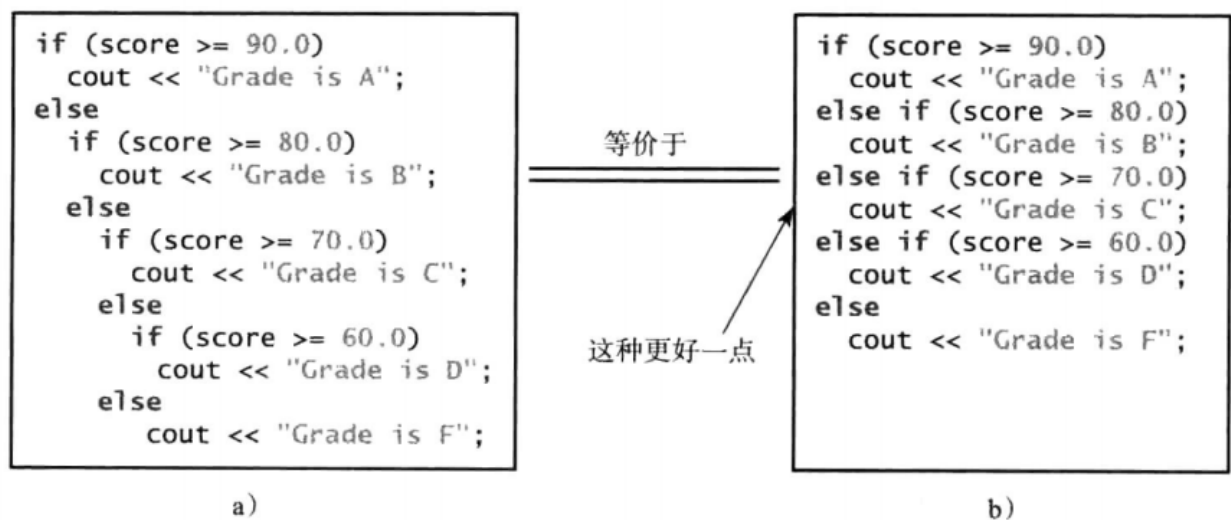 if (score >= 90.0)
  cout << "Grade is A";
else
  if (score >= 80.0)
    cout << "Grade is B";
  else
    if (score >= 70.0)
      cout << "Grade is C";
    else
      if (score >= 60.0)
        cout << "Grade is D";
    else
       cout << "Grade is F";
a)
等价于
这种更好一点
if (score >= 90.0)
  cout << "Grade is A";
else if (score >= 80.0)
  cout << "Grade is B";
else if (score >= 70.0)
  cout << "Grade is C";
else if (score >= 60.0)
  cout << "Grade is D";
else
  cout << "Grade is F";
b)